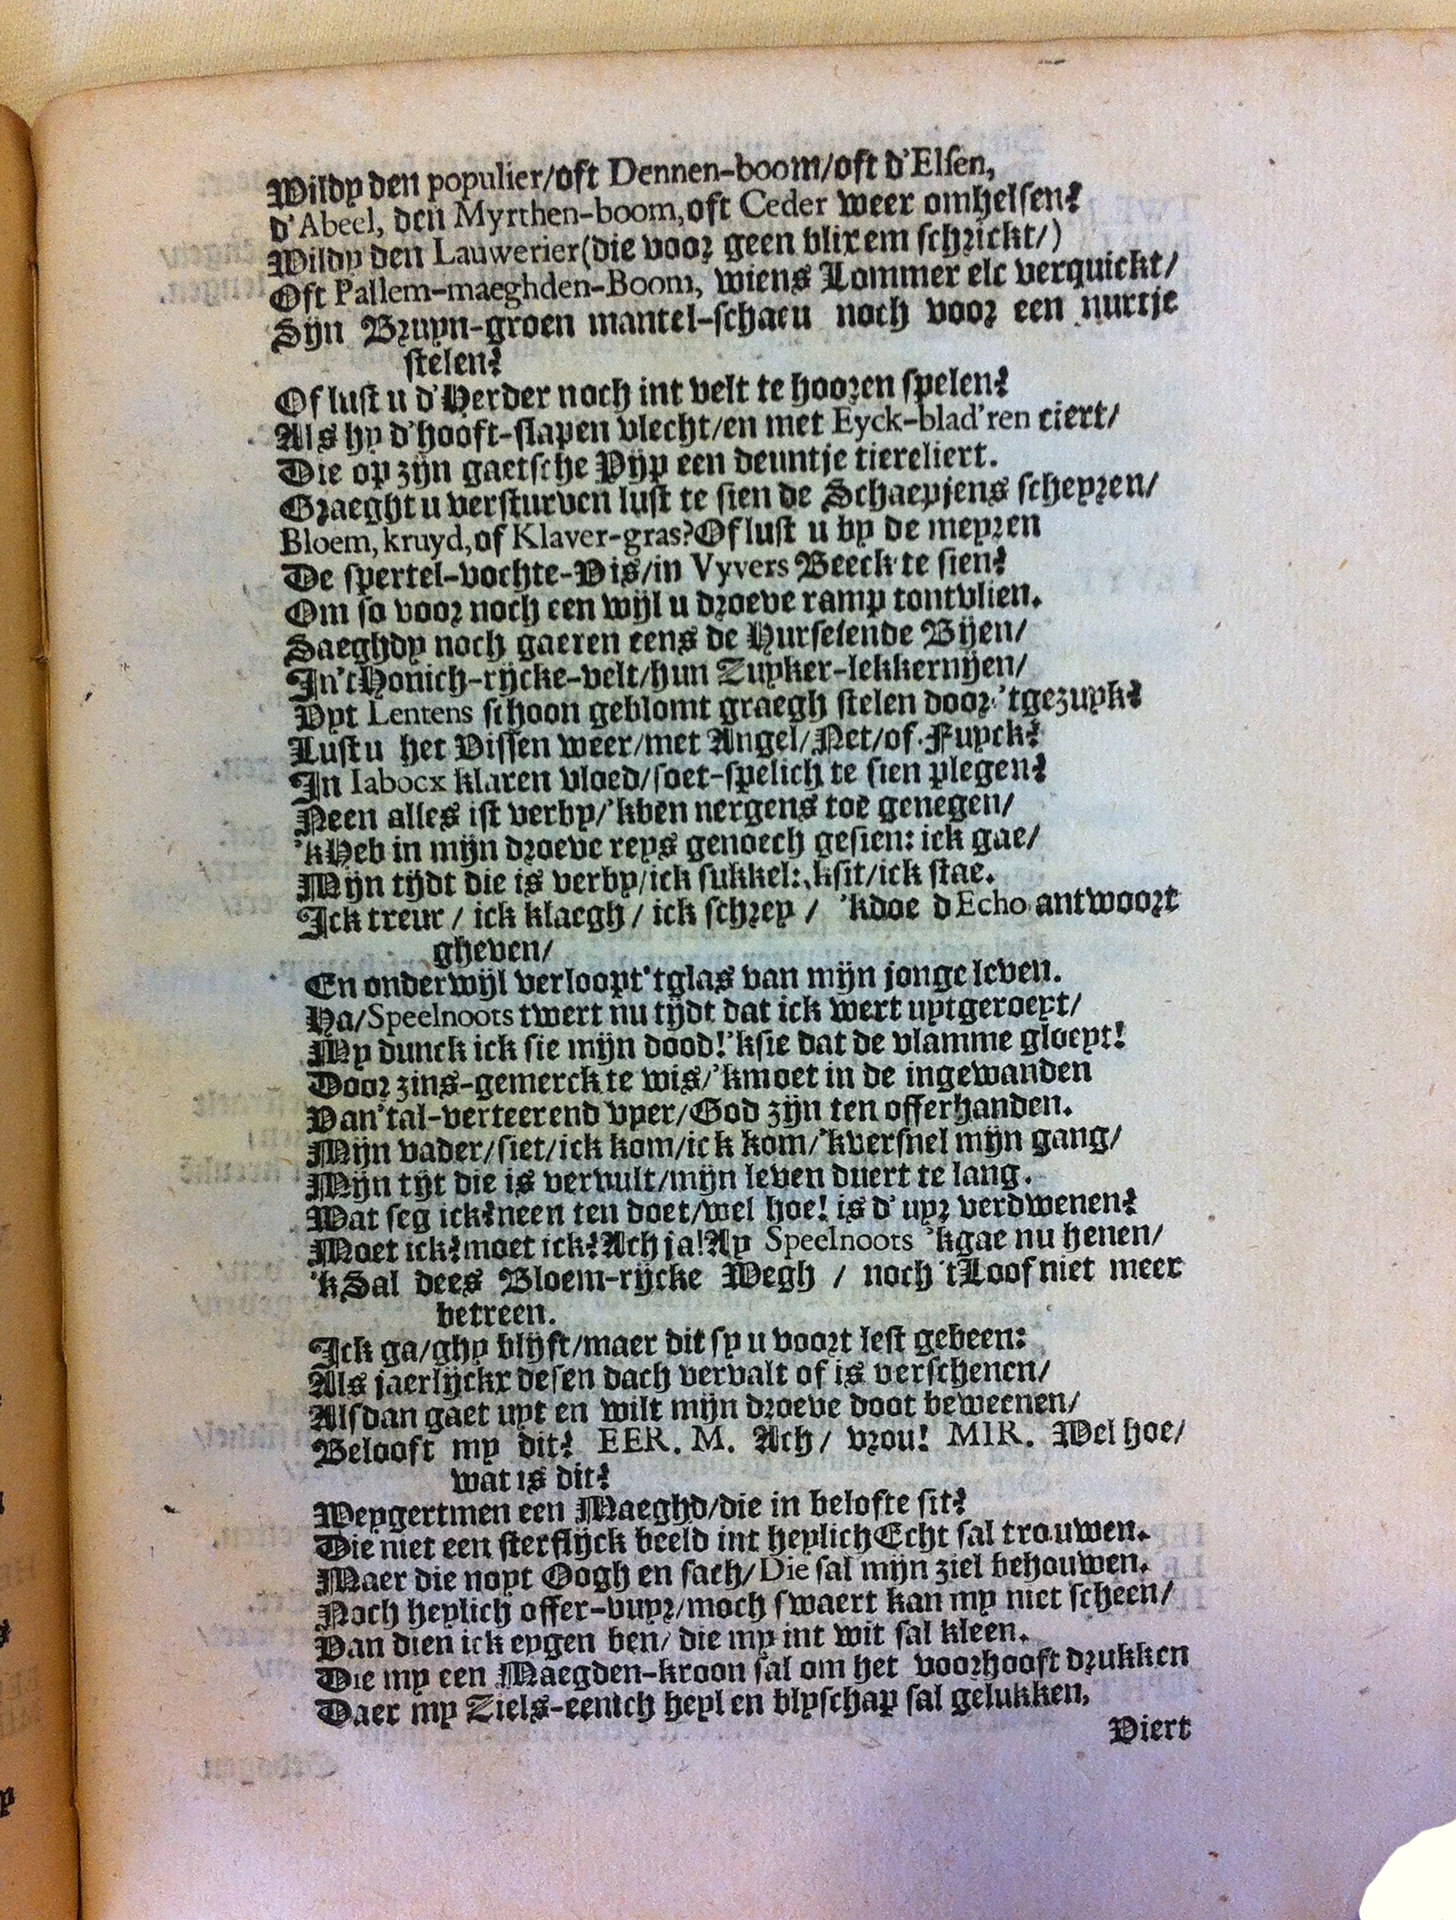 Wildy den populier/oft Dennen-boom/oft d'Elsen,
d'Abeel, den Myrthen-boom, oft Ceder weer omhelsen?
Wildy den Lauwerier (die voor geen blixem schrickt/)
Oft Pallem-maeghden-Boom, wiens Lommer elc verquickt/
Sijn Bruyn-groen mantel-schaeu noch voor een uurtje
stelen?
Of lust u d'Herder noch int velt te hooren spelen?
Als hy d'hooft-slapen vlecht/en met Eyck-blad'ren ciert/
Die op zijn gaetsche Pijp een deuntje tiereliert.
Graeght u versturven lust te sien de Schaepjens scheyren/
Bloem, kruyd, of Klaver-gras? Of lust u by de meyren
De spertel-vochte-Vis/in Vyvers Beeck te sien?
Om so voor noch een wijl u droeve ramp tontvlien.
Saeghdy noch gaeren eens de Hurselende Bijen/
In't Honich-rijcke-velt/hun Zuyker-lekkernijen/
Uyt Lentens schoon geblomt graegh stelen door 'tgezuyk?
Lust u het Vissen weer/met Angel/Net/of Fuyck?
In Iabocx klaren vloed/soet-spelich te sien plegen?
Neen alles ist verby/'kben nergens toe genegen/
'kHeb in mijn droeve reys genoech gesien: ick gae/
Mijn tijdt die is verby/ick sukkel: ksit/ick stae.
Ick treur / ick klaegh / ick schrey / 'kdoe d Echo antwoort
gheven/
En onderwijl verloopt 'tglas van mijn jonge leven.
Ha/Speelnoots twert nu tijdt dat ick wert uytgeroept/
My dunck ick sie mijn dood! 'ksie dat de vlamme gloeyt!
Door zins-gemerck te wis/'kmoet in de ingewanden
Van'tal-verteerend vyer/God zijn ten offerhanden.
Mijn vader/siet/ick kom/ick kom/'kversnel mijn gang/
Mijn tijt die is vervult/mijn leven duert te lang.
Wat seg ick? neen ten doet/wel hoe! is d'uyr verdwenen?
Moet ick? moet ick? Ach ja! Ay Speelnoots 'kgae nu henen/
'kSal dees Bloem-rijcke Wegh / noch 'tLoof niet meer
betreen.
Ick ga/ghy blijft/maer dit sy u voort lest gebeen:
Als jaerlijckx desen dach vervalt of is verschenen/
Alsdan gaet uyt en wilt mijn droeve doot beweenen/
Belooft my dit? EER. M. Ach/ vrou! MIR. Wel hoe/
wat is dit?
Weygertmen een Maeghd/die in belofte sit?
Die niet een sterflijck beeld int heylich Echt sal trouwen.
Maer die noyt Oogh en sach/Die sal mijn ziel behouwen.
Noch heylich offer-vuyr/noch swaert kan my niet scheen/
Van dien ick eygen ben/ die my int wit sal kleen.
Die my een Maegden-kroon sal om het voorhooft drukken
Daer my Ziels-eenich heyl en blyschap sal gelukken,
Viert